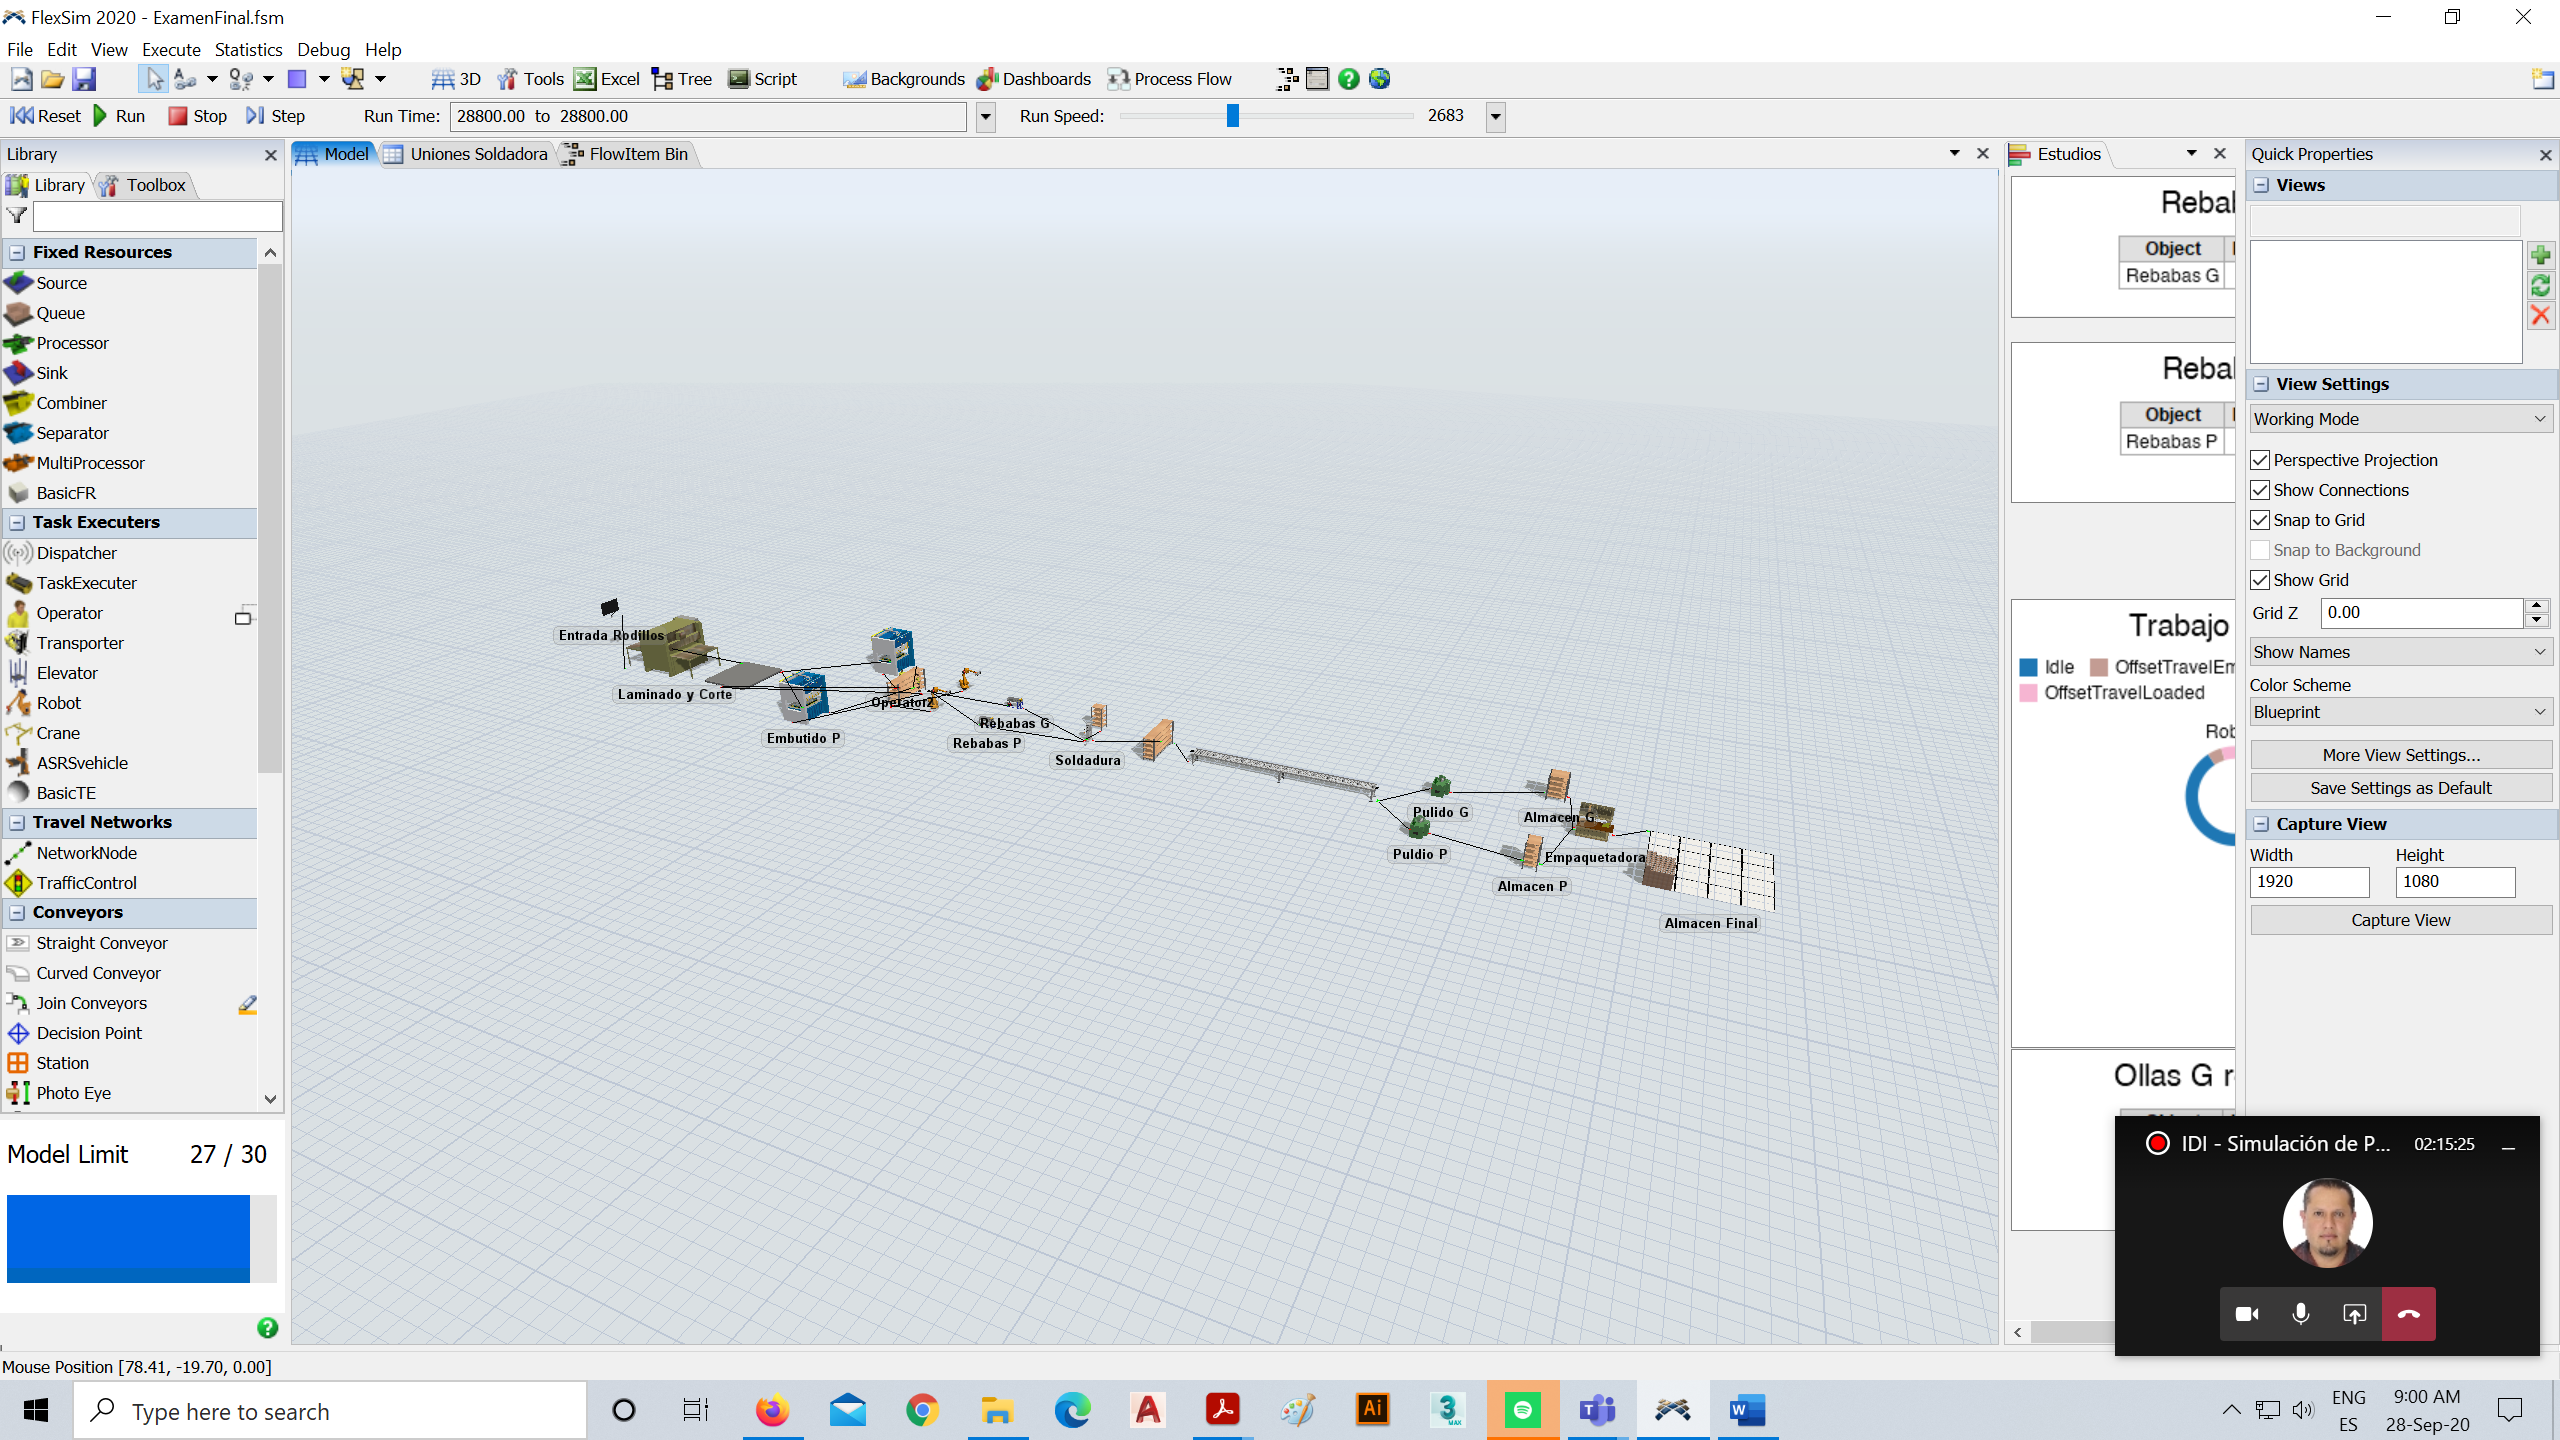 FlexSim 2020 - ExamenFinal.fsm
File Edit View Execute Statistics Debug Help
3D Tools Excel Tree Script Backgrounds Dashboards Process Flow
Reset Run Stop Step Run Time: 28800.00 to 28800.00 Run Speed: 2683
Library
Library Toolbox
Fixed Resources
Source
Queue
Processor
Sink
Combiner
Separator
MultiProcessor
BasicFR
Task Executers
Dispatcher
TaskExecuter
Operator
Transporter
Elevator
Robot
Crane
ASRSvehicle
BasicTE
Travel Networks
NetworkNode
TrafficControl
Conveyors
Straight Conveyor
Curved Conveyor
Join Conveyors
Decision Point
Station
Photo Eye
Model Limit 27 / 30
Model Uniones Soldadora FlowItem Bin
Entrada Rodillos
Laminado y Corte
Embutido P
Operator2
Rebabas G
Rebabas P
Soldadura
Pulido G
Puldio P
Almacen G
Empaquetadora
Almacen P
Almacen Final
Estudios
Rebal
Object
Rebabas G
Rebal
Object
Rebabas P
Trabajo
Idle OffsetTravelEm
OffsetTravelLoaded
Rob
Ollas G r
Quick Properties
Views
View Settings
Working Mode
Perspective Projection
Show Connections
Snap to Grid
Snap to Background
Show Grid
Grid Z 0.00
Show Names
Color Scheme
Blueprint
More View Settings...
Save Settings as Default
Capture View
Width Height
1920 1080
Capture View
IDI - Simulación de P... 02:15:25
Mouse Position [78.41, -19.70, 0.00]
Type here to search
ENG
ES
9:00 AM
28-Sep-20